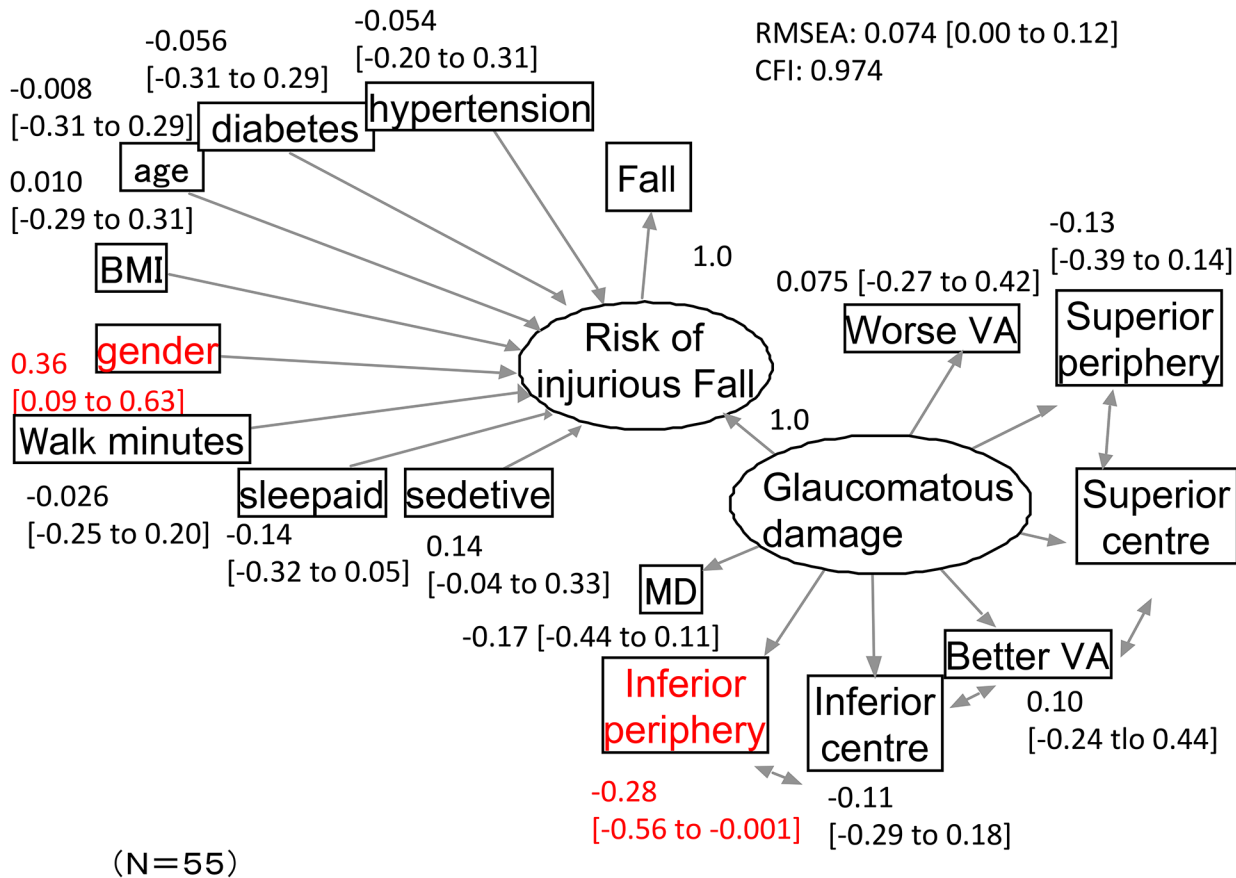 -0.054
[-0.20 to 0.31]
RMSEA: 0.074 [0.00 to 0.12]
CFI: 0.974
-0.056
[-0.31 to 0.29]
hypertension
-0.008
[-0.31 to 0.29]
diabetes
age
Fall
0.010
[-0.29 to 0.31]
BMI
1.0
-0.13
[-0.39 to 0.14]
0.075 [-0.27 to 0.42]
Worse VA
Superior
periphery
Risk of
injurious Fall
gender
0.36
[0.09 to 0.63]
Walk minutes
1.0
-0.026
[-0.25 to 0.20]
sleepaid
-0.14
[-0.32 to 0.05]
sedetive
0.14
[-0.04 to 0.33]
Glaucomatous
damage
Superior
centre
MD
-0.17 [-0.44 to 0.11]
Inferior
periphery
-0.28
[-0.56 to -0.001]
Inferior
centre
-0.11
[-0.29 to 0.18]
Better VA
0.10
[-0.24 tlo 0.44]
(N=55)